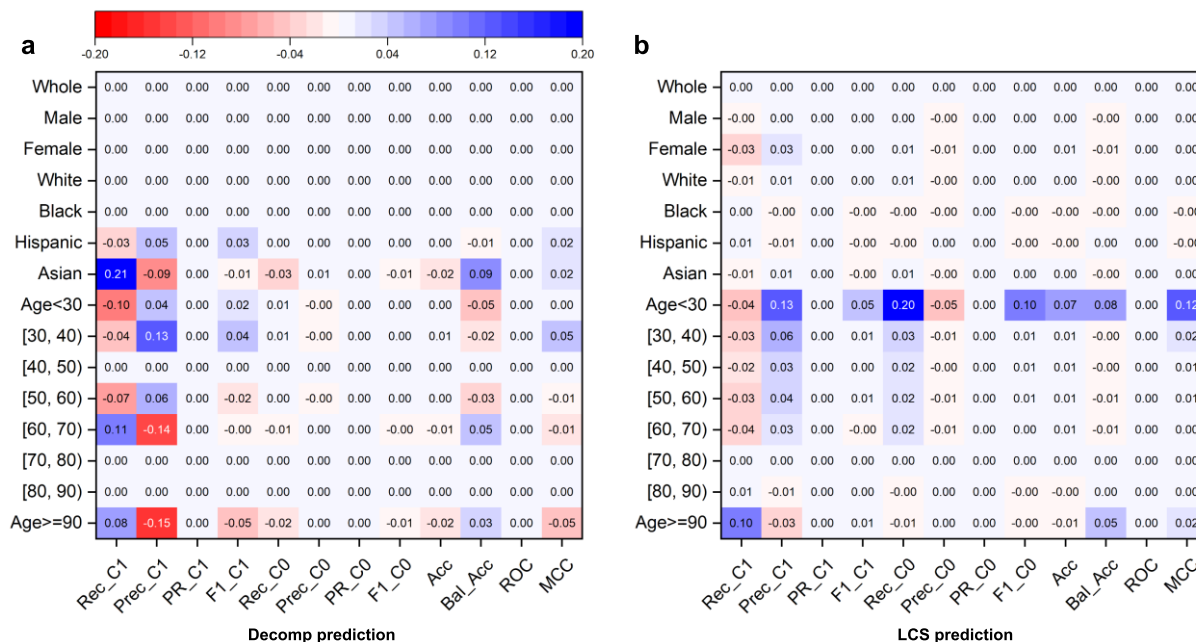 a
-0.20 -0.12 -0.04 0.04 0.12 0.20
Whole 0.00 0.00 0.00 0.00 0.00 0.00 0.00 0.00 0.00 0.00 0.00 0.00
Male 0.00 0.00 0.00 0.00 0.00 0.00 0.00 0.00 0.00 0.00 0.00 0.00
Female 0.00 0.00 0.00 0.00 0.00 0.00 0.00 0.00 0.00 0.00 0.00 0.00
White 0.00 0.00 0.00 0.00 0.00 0.00 0.00 0.00 0.00 0.00 0.00 0.00
Black 0.00 0.00 0.00 0.00 0.00 0.00 0.00 0.00 0.00 0.00 0.00 0.00
Hispanic -0.03 0.05 0.00 0.03 0.00 0.00 0.00 0.00 0.00 -0.01 0.00 0.02
Asian 0.21 -0.09 0.00 -0.01 -0.03 0.01 0.00 -0.01 -0.02 0.09 0.00 0.02
Age<30 -0.10 0.04 0.00 0.02 0.01 -0.00 0.00 0.00 0.00 -0.05 0.00 0.00
[30, 40) -0.04 0.13 0.00 0.04 0.01 -0.00 0.00 0.00 0.01 -0.02 0.00 0.05
[40, 50) 0.00 0.00 0.00 0.00 0.00 0.00 0.00 0.00 0.00 0.00 0.00 0.00
[50, 60) -0.07 0.06 0.00 -0.02 0.00 -0.00 0.00 0.00 0.00 -0.03 0.00 -0.01
[60, 70) 0.11 -0.14 0.00 -0.00 -0.01 0.00 0.00 -0.00 -0.01 0.05 0.00 -0.01
[70, 80) 0.00 0.00 0.00 0.00 0.00 0.00 0.00 0.00 0.00 0.00 0.00 0.00
[80, 90) 0.00 0.00 0.00 0.00 0.00 0.00 0.00 0.00 0.00 0.00 0.00 0.00
Age>=90 0.08 -0.15 0.00 -0.05 -0.02 0.00 0.00 -0.01 -0.02 0.03 0.00 -0.05
Rec_C1 Prec_C1 PR_C1 F1_C1 Rec_C0 Prec_C0 PR_C0 F1_C0 Acc Bal_Acc ROC MCC
Decomp prediction
b
Whole 0.00 0.00 0.00 0.00 0.00 0.00 0.00 0.00 0.00 0.00 0.00 0.00
Male -0.00 0.00 0.00 0.00 0.00 -0.00 0.00 0.00 0.00 -0.00 0.00 0.00
Female -0.03 0.03 0.00 0.00 0.01 -0.01 0.00 0.00 0.01 -0.01 0.00 0.01
White -0.01 0.01 0.00 0.00 0.01 -0.00 0.00 0.00 0.00 -0.00 0.00 0.00
Black 0.00 -0.00 0.00 -0.00 -0.00 0.00 0.00 -0.00 -0.00 -0.00 0.00 -0.00
Hispanic 0.01 -0.01 0.00 -0.00 -0.00 0.00 0.00 -0.00 -0.00 0.00 0.00 -0.00
Asian -0.01 0.01 0.00 -0.00 0.01 -0.00 0.00 0.00 0.00 -0.00 0.00 0.00
Age<30 -0.04 0.13 0.00 0.05 0.20 -0.05 0.00 0.10 0.07 0.08 0.00 0.12
[30, 40) -0.03 0.06 0.00 0.01 0.03 -0.01 0.00 0.01 0.01 -0.00 0.00 0.02
[40, 50) -0.02 0.03 0.00 0.00 0.02 -0.00 0.00 0.01 0.01 -0.00 0.00 0.01
[50, 60) -0.03 0.04 0.00 0.01 0.02 -0.01 0.00 0.01 0.01 -0.00 0.00 0.01
[60, 70) -0.04 0.03 0.00 -0.00 0.02 -0.01 0.00 0.00 0.01 -0.01 0.00 0.01
[70, 80) 0.00 0.00 0.00 0.00 0.00 0.00 0.00 0.00 0.00 0.00 0.00 0.00
[80, 90) 0.01 -0.01 0.00 0.00 -0.00 0.00 0.00 -0.00 -0.00 0.00 0.00 0.00
Age>=90 0.10 -0.03 0.00 0.01 -0.01 0.00 0.00 -0.00 -0.01 0.05 0.00 0.02
Rec_C1 Prec_C1 PR_C1 F1_C1 Rec_C0 Prec_C0 PR_C0 F1_C0 Acc Bal_Acc ROC MCC
LCS prediction